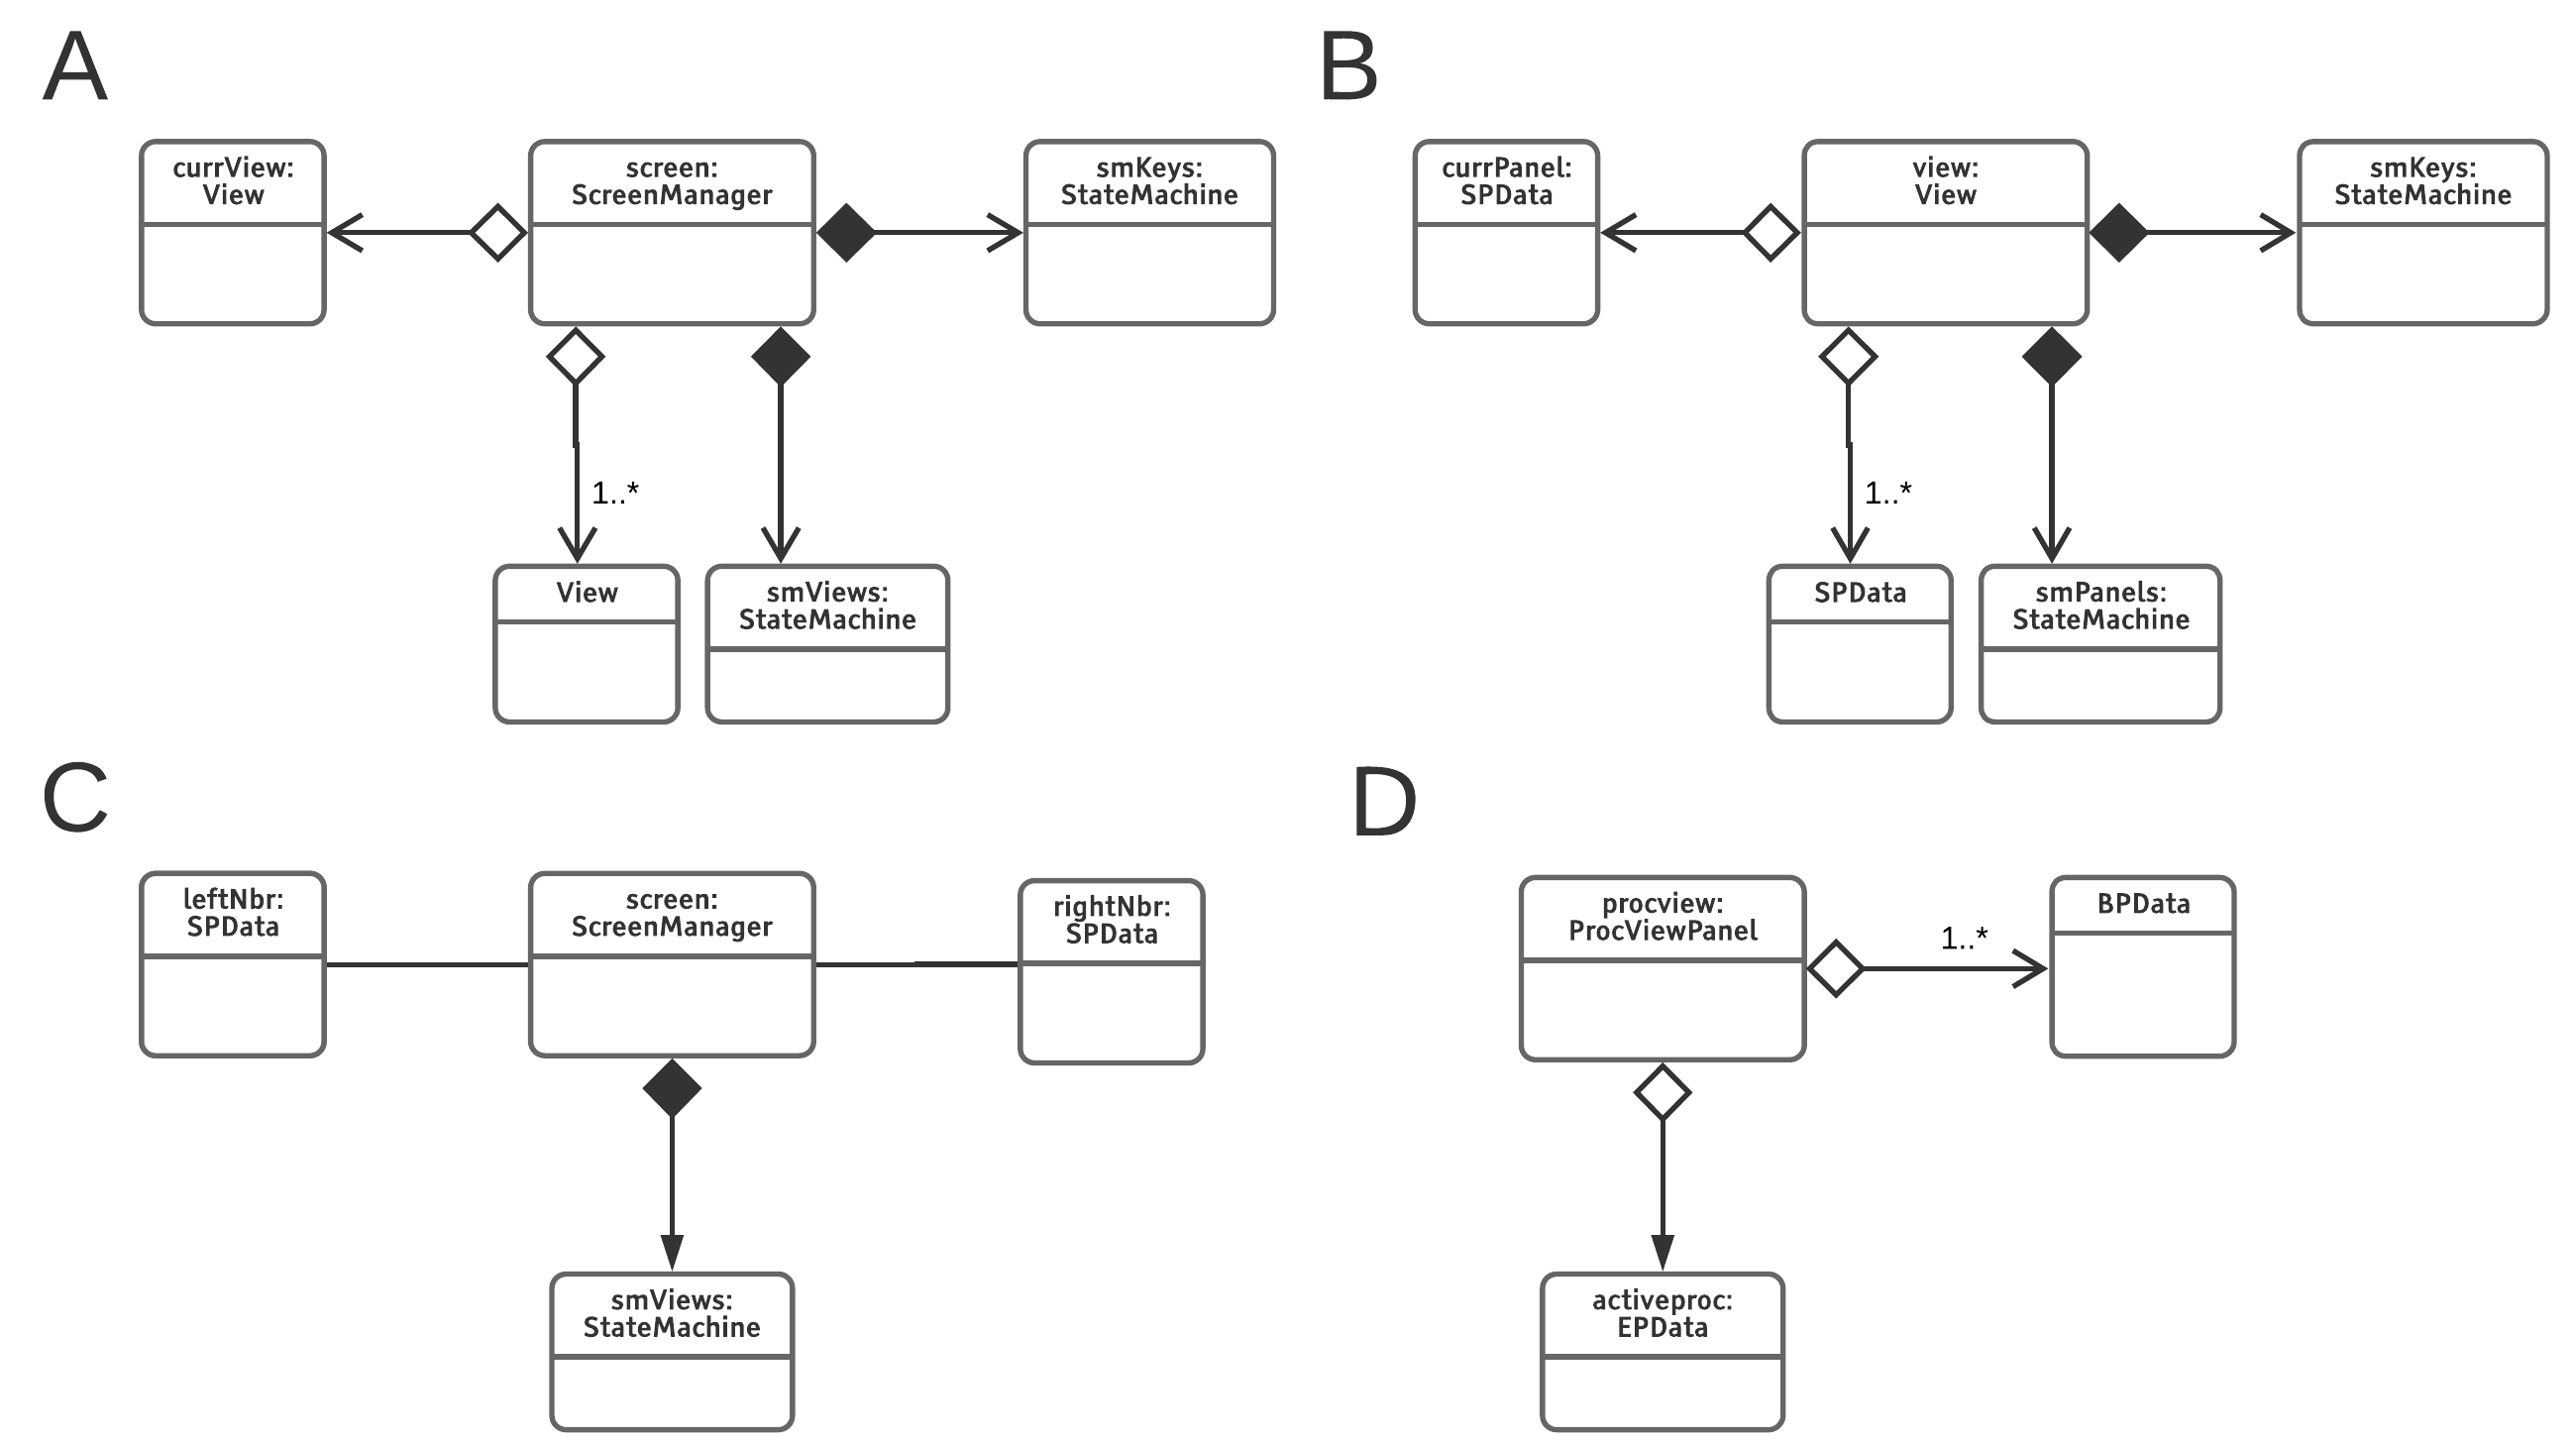 A
currView:
View
screen:
ScreenManager
smKeys:
StateMachine
1..*
View
smViews:
StateMachine
B
currPanel:
SPData
view:
View
smKeys:
StateMachine
1..*
SPData
smPanels:
StateMachine
C
leftNbr:
SPData
screen:
ScreenManager
rightNbr:
SPData
smViews:
StateMachine
D
procview:
ProcViewPanel
1..*
BPData
activeproc:
EPData